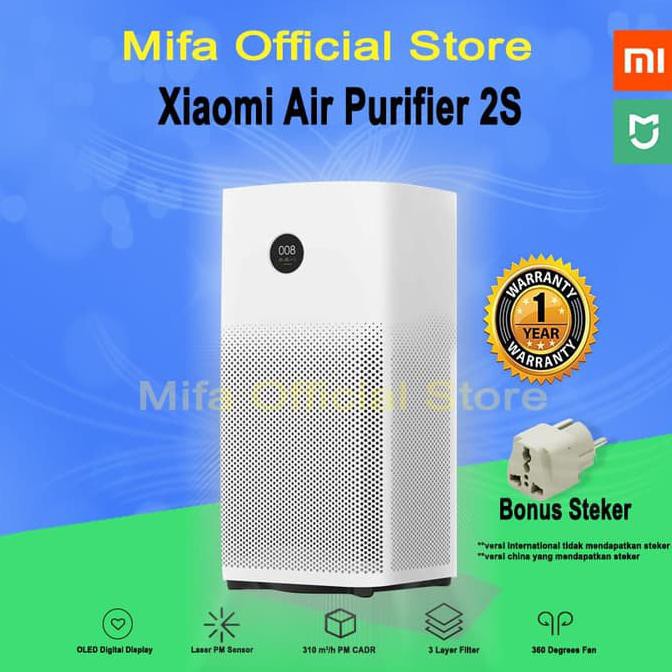 Mifa Official Store
mi
Xiaomi Air Purifier 2S
008
WARRANTY
1
YEAR
WARRANTY
Mifa Official Store
Bonus Steker
**versi international tidak mendapatkan steker
**versi china yang mendapatkan steker
OLED Digital Display
Laser PM Sensor
310 m³/h PM CADR
3 Layer Filter
360 Degrees Fan